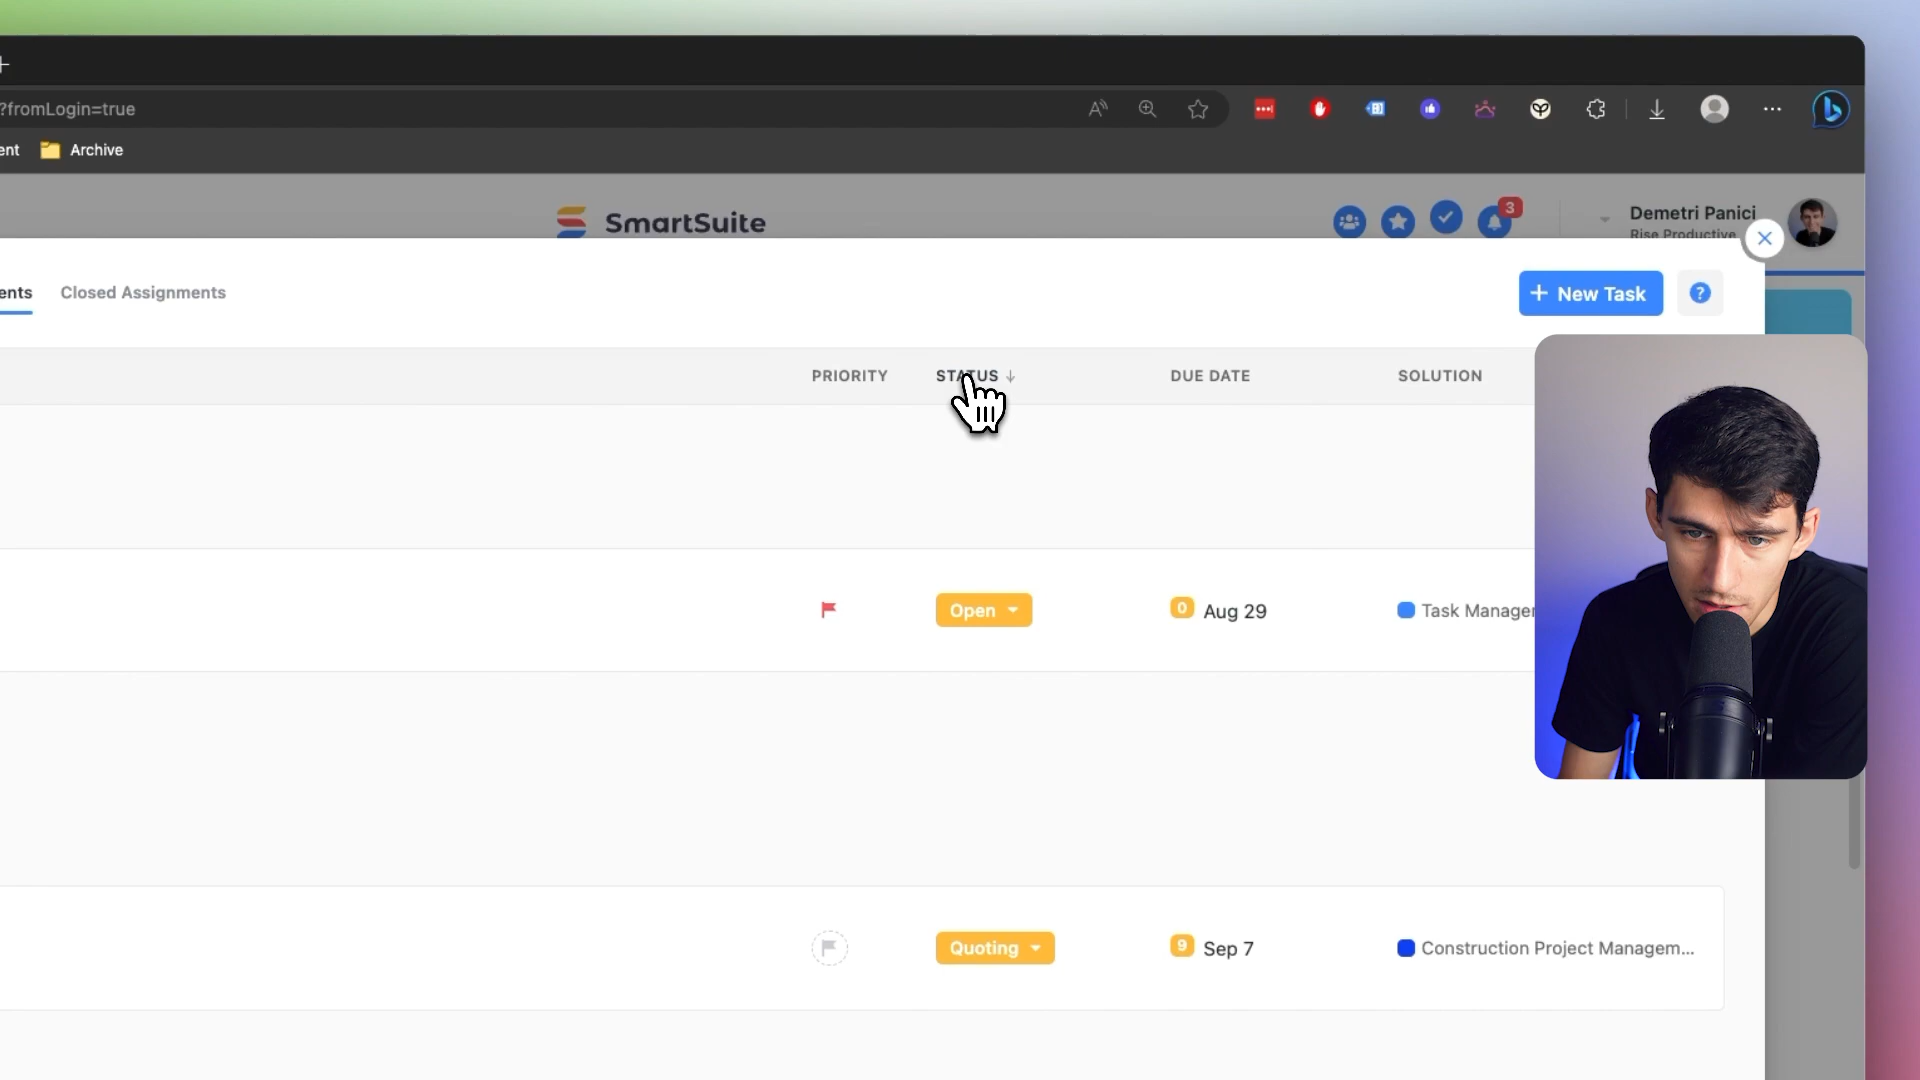 ?fromLogin=true
ent Archive
SmartSuite
3
Demetri Panici
Rise Productive
ents Closed Assignments
+ New Task
?
PRIORITY STATUS ↓ DUE DATE SOLUTION
Open 0 Aug 29 Task Manager
Quoting 9 Sep 7 Construction Project Managem...